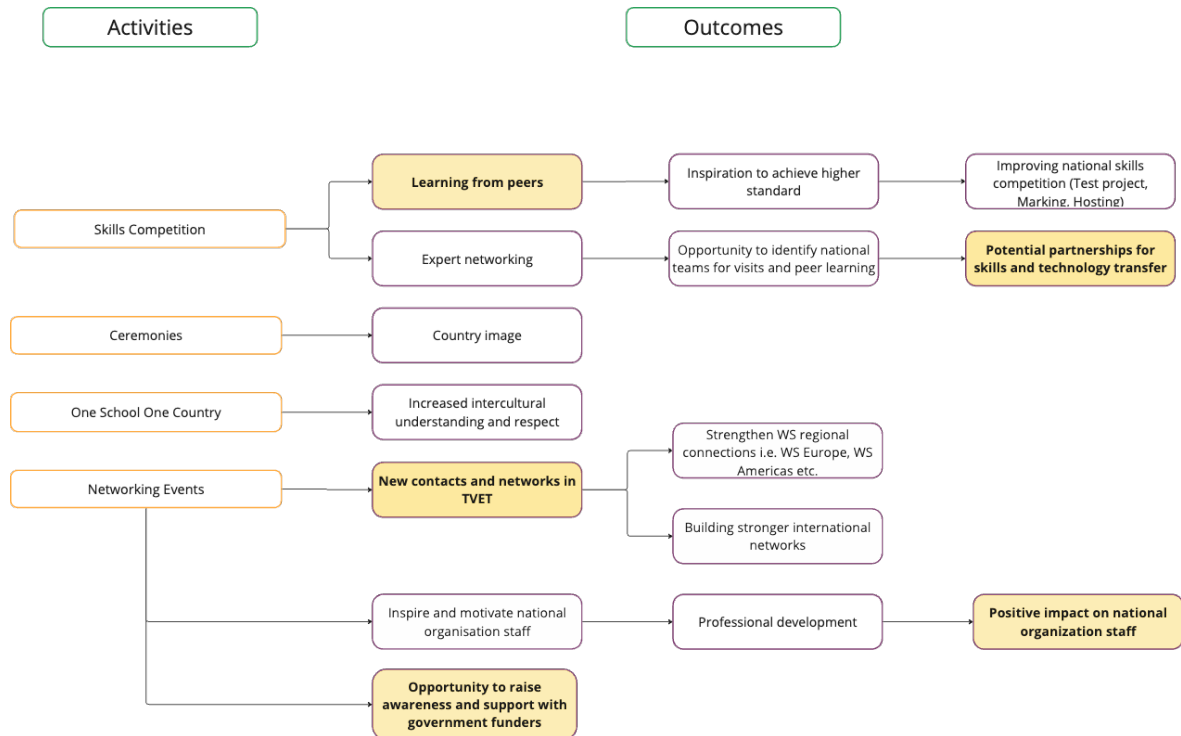 Activities
Outcomes
Learning from peers
Inspiration to achieve higher
standard
Improving national skills
competition (Test project,
Marking, Hosting)
Skills Competition
Expert networking
Opportunity to identify national
teams for visits and peer learning
Potential partnerships for
skills and technology transfer
Ceremonies
Country image
One School One Country
Increased intercultural
understanding and respect
Strengthen WS regional
connections i.e. WS Europe, WS
Americas etc.
Networking Events
New contacts and networks in
TVET
Building stronger international
networks
Inspire and motivate national
organisation staff
Professional development
Positive impact on national
organization staff
Opportunity to raise
awareness and support with
government funders